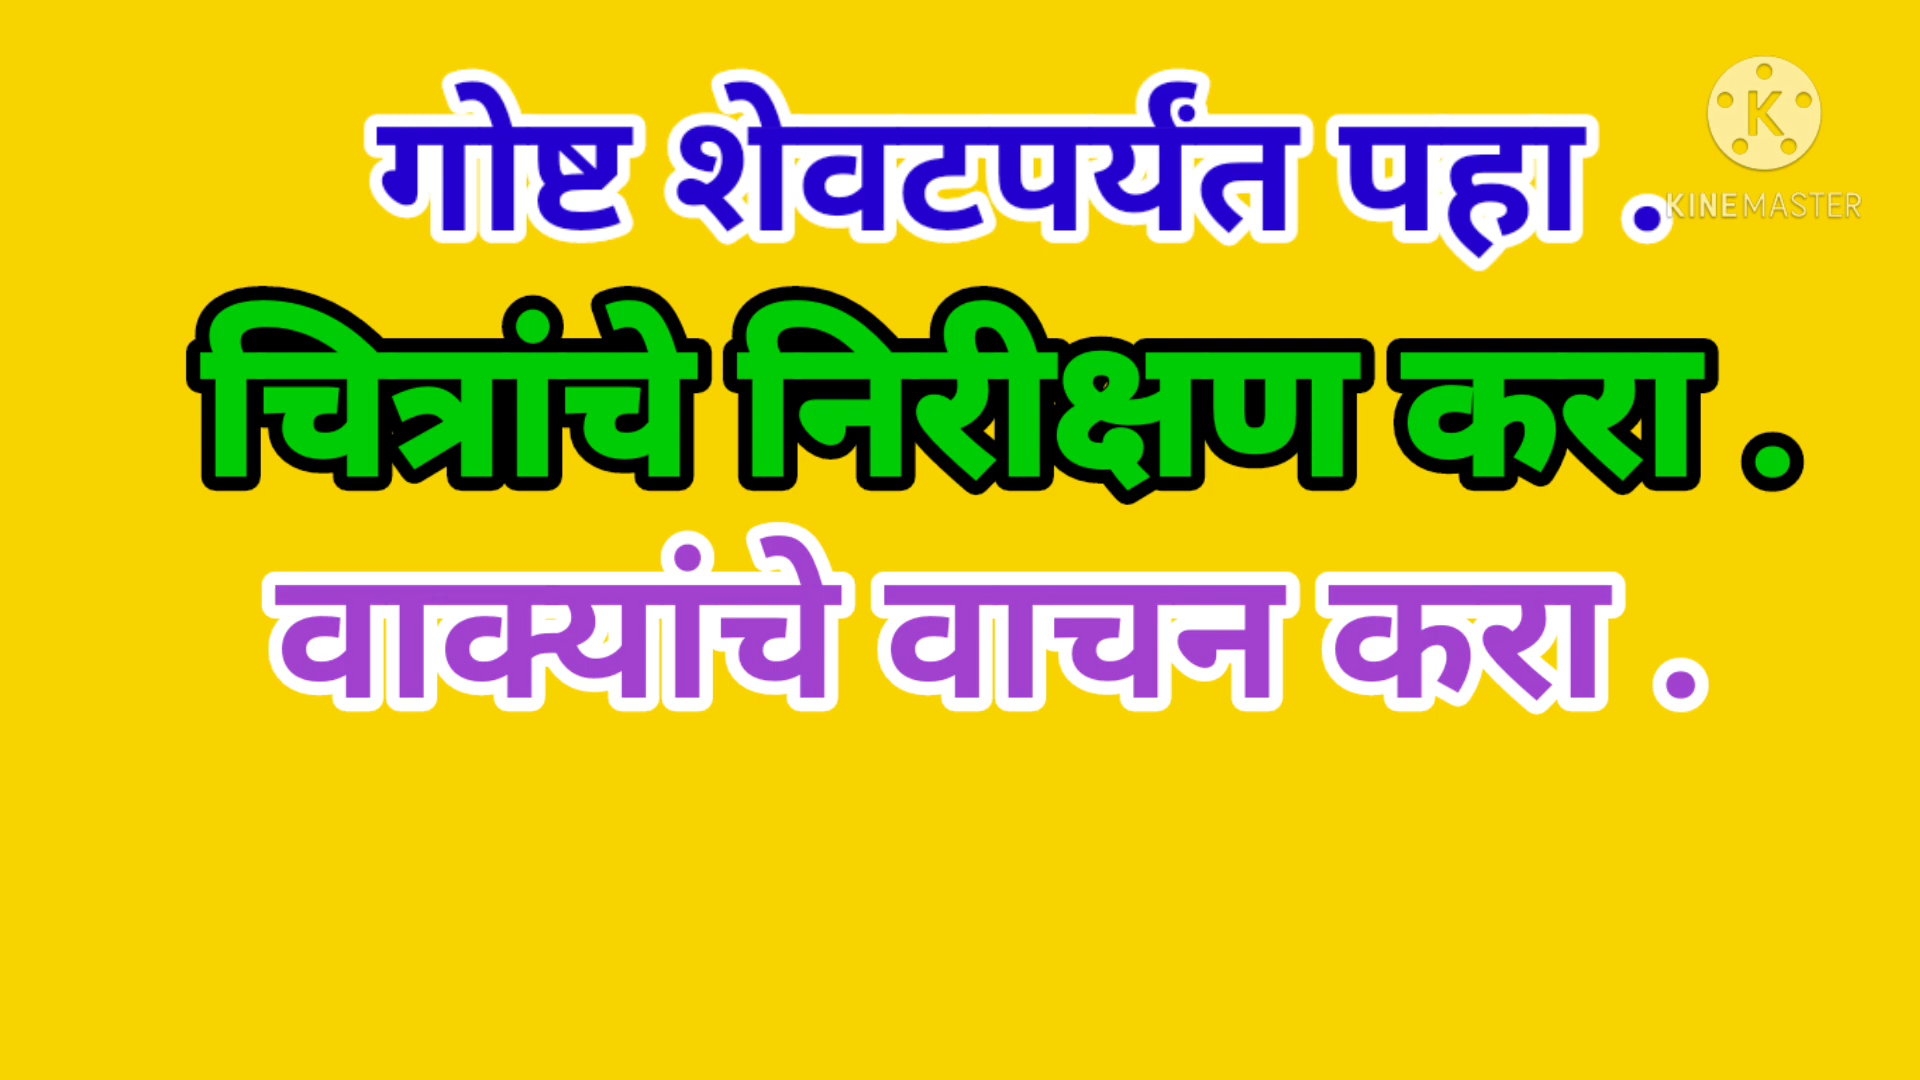 गोष्ट शेवटपर्यंत पहा .
चित्रांचे निरीक्षण करा .
वाक्यांचे वाचन करा .
K
KINEMASTER